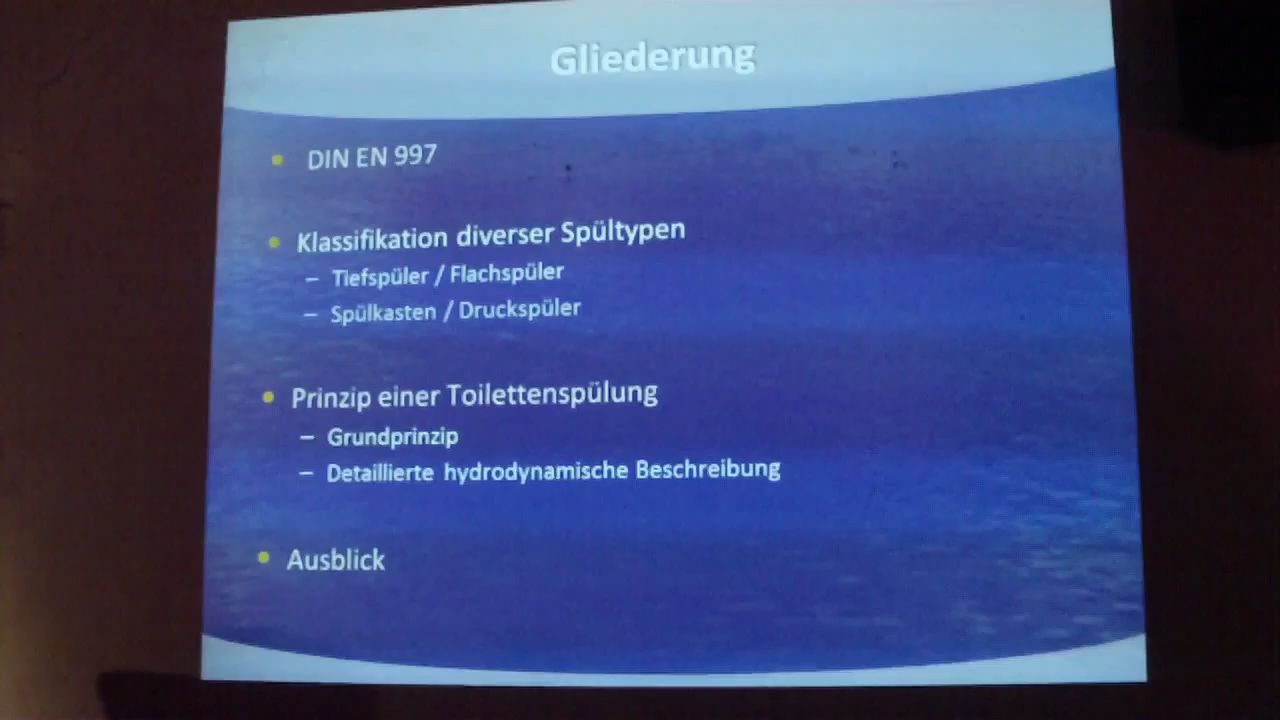 Gliederung
• DIN EN 997
• Klassifikation diverser Spültypen
– Tiefspüler / Flachspüler
– Spülkasten / Druckspüler
• Prinzip einer Toilettenspülung
– Grundprinzip
– Detaillierte hydrodynamische Beschreibung
• Ausblick